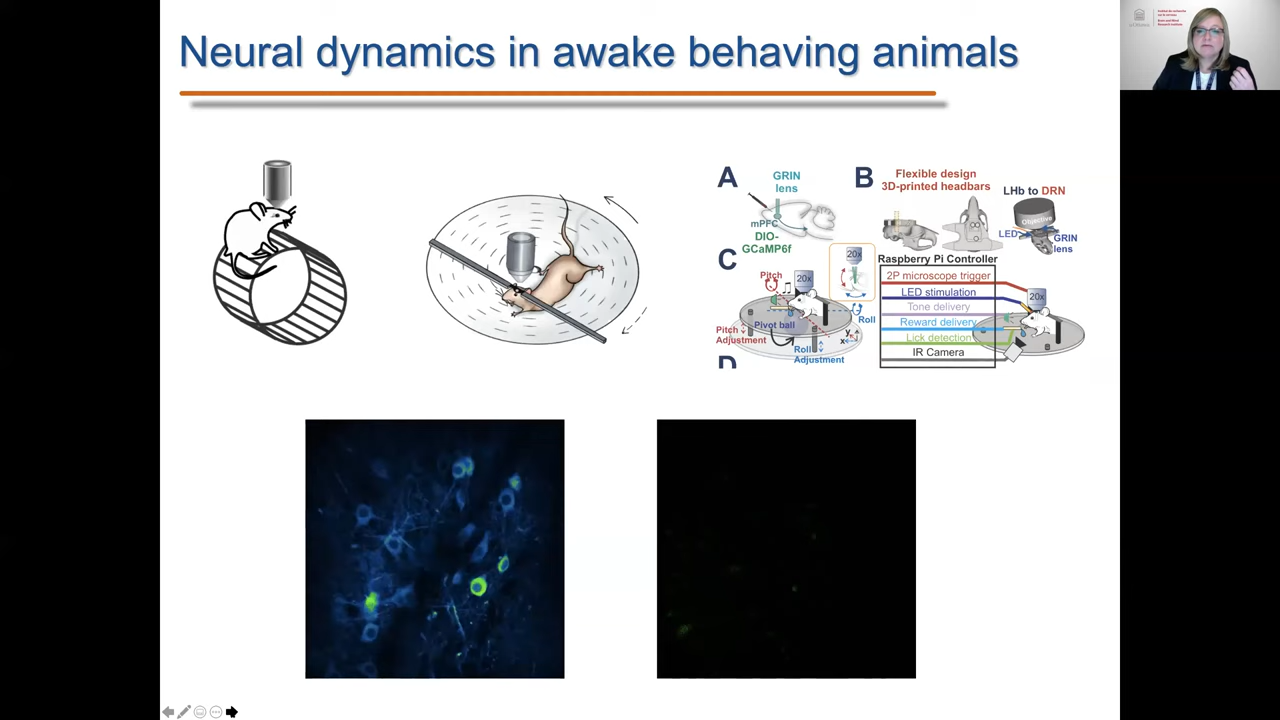 Neural dynamics in awake behaving animals
A
GRIN
lens
mPFC
DIO-
GCaMP6f
B
Flexible design
3D-printed headbars
LHb to DRN
Objective
LED
GRIN
lens
C
20x
Pitch
20x
Pivot ball
Roll
Pitch
Adjustment
Roll
Adjustment
y
x
Raspberry Pi Controller
2P microscope trigger
LED stimulation
Tone delivery
Reward delivery
Lick detection
IR Camera
20x
D
uOttawa